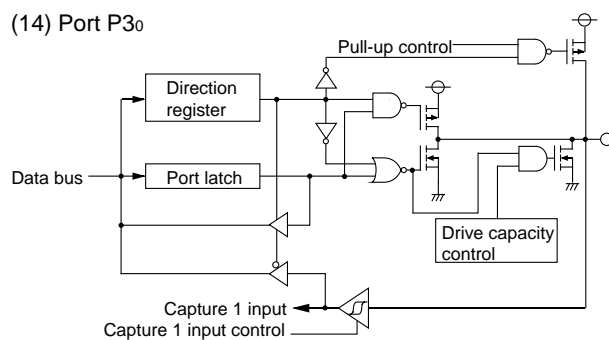 (14) Port P3₀
Pull-up control
Direction
register
Data bus
Port latch
Drive capacity
control
Capture 1 input
Capture 1 input control